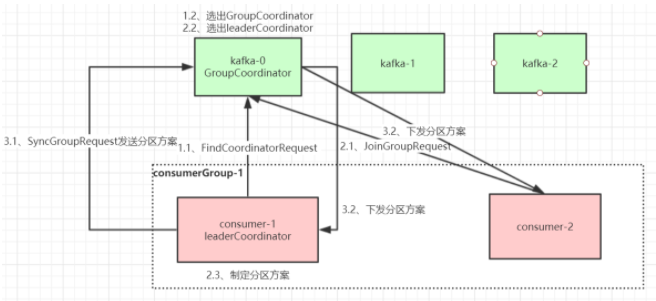 1.2、选出GroupCoordinator
2.2、选出leaderCoordinator
kafka-0
GroupCoordinator
kafka-1
kafka-2
3.1、SyncGroupRequest发送分区方案
1.1、FindCoordinatorRequest
3.2、下发分区方案
2.1、JoinGroupRequest
consumerGroup-1
consumer-1
leaderCoordinator
3.2、下发分区方案
consumer-2
2.3、制定分区方案